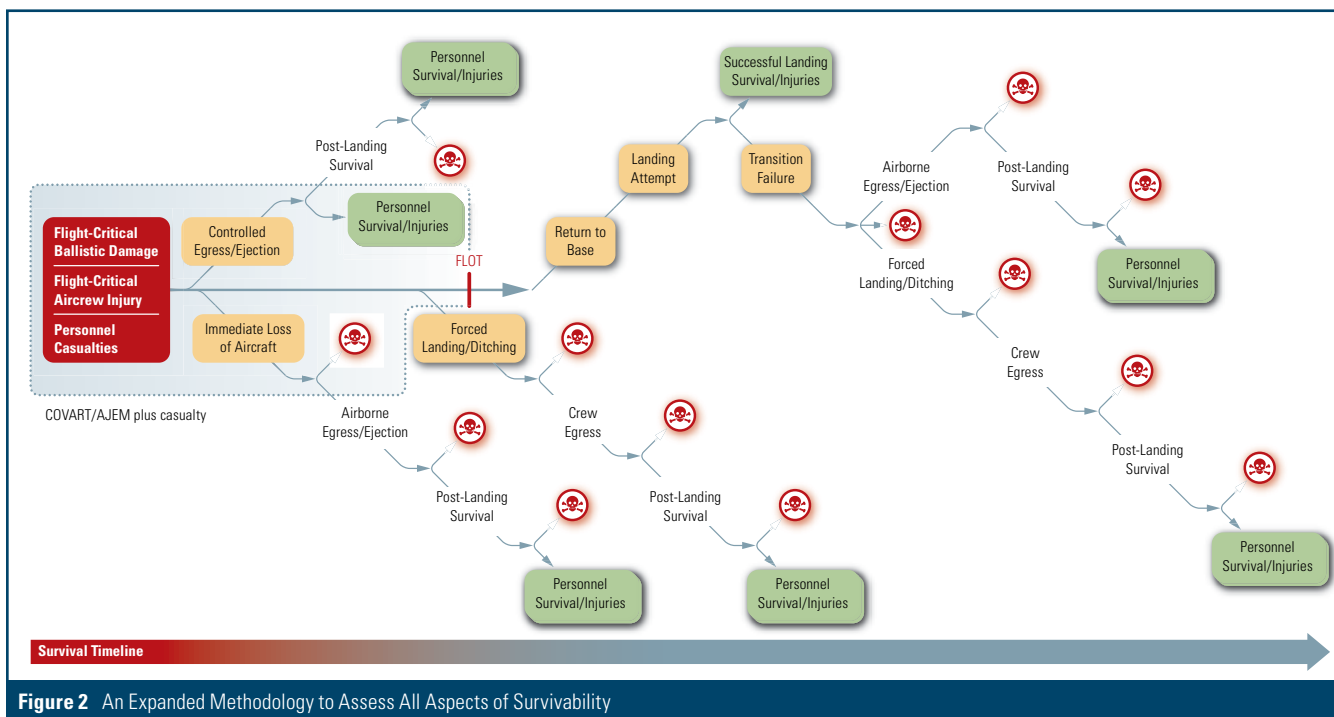 Personnel
Survival/Injuries
Successful Landing
Survival/Injuries
Post-Landing
Survival
Landing
Attempt
Transition
Failure
Airborne
Egress/Ejection
Post-Landing
Survival
Flight-Critical
Ballistic Damage
Flight-Critical
Aircrew Injury
Personnel
Casualties
Controlled
Egress/Ejection
Personnel
Survival/Injuries
FLOT
Return to
Base
Forced
Landing/Ditching
Personnel
Survival/Injuries
Immediate Loss
of Aircraft
Forced
Landing/Ditching
Crew
Egress
COVART/AJEM plus casualty
Airborne
Egress/Ejection
Crew
Egress
Post-Landing
Survival
Post-Landing
Survival
Post-Landing
Survival
Personnel
Survival/Injuries
Personnel
Survival/Injuries
Personnel
Survival/Injuries
Survival Timeline
Figure 2 An Expanded Methodology to Assess All Aspects of Survivability